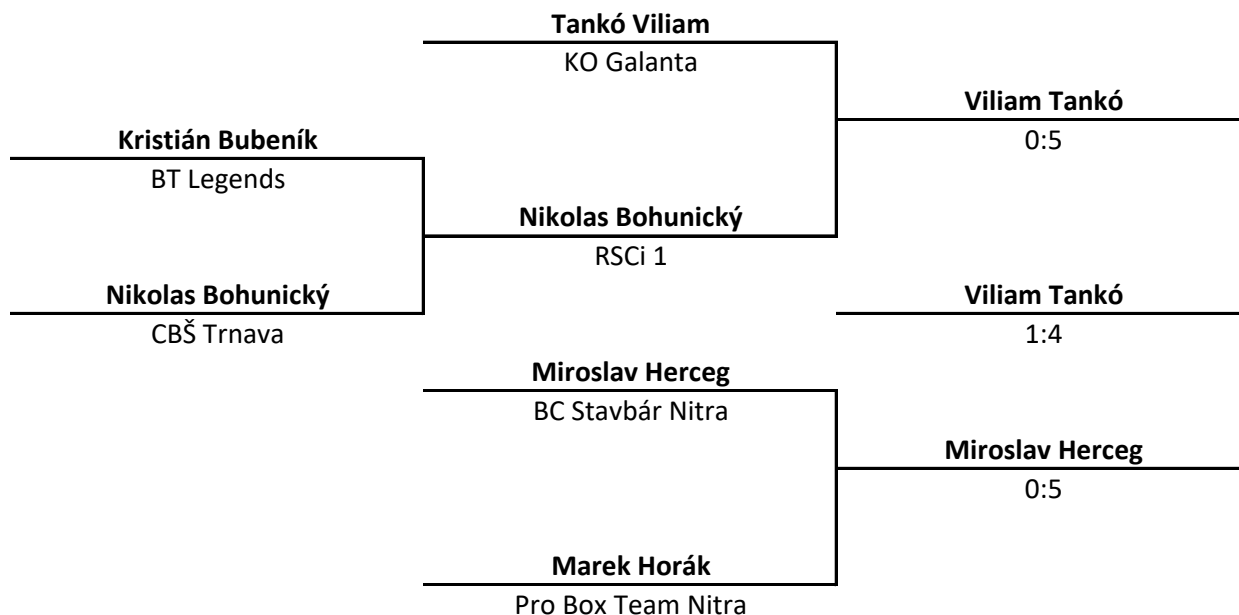 Tankó Viliam
KO Galanta
Viliam Tankó
0:5
Kristián Bubeník
BT Legends
Nikolas Bohunický
RSCi 1
Nikolas Bohunický
CBŠ Trnava
Viliam Tankó
1:4
Miroslav Herceg
BC Stavbár Nitra
Miroslav Herceg
0:5
Marek Horák
Pro Box Team Nitra